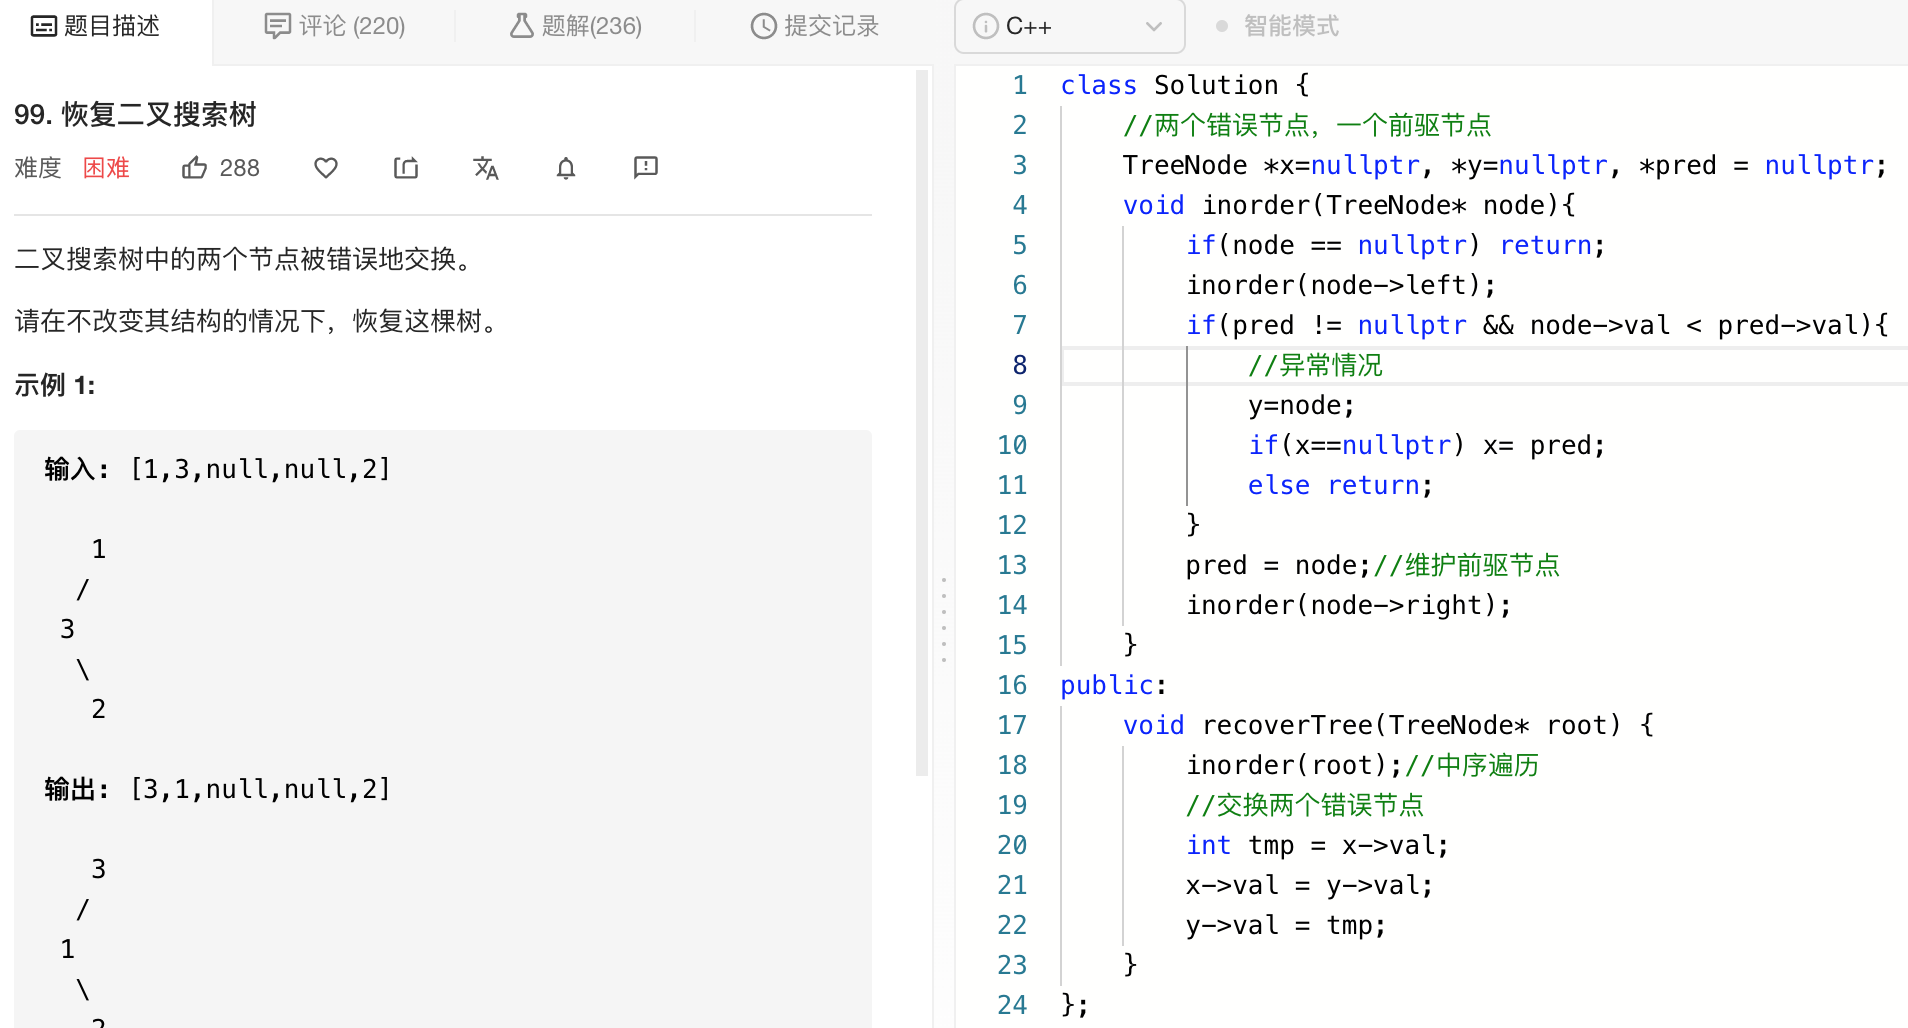 题目描述
评论 (220)
题解(236)
提交记录
99. 恢复二叉搜索树
难度 困难 288
二叉搜索树中的两个节点被错误地交换。
请在不改变其结构的情况下，恢复这棵树。
示例 1:
输入: [1,3,null,null,2]
1
/
3
\
2
输出: [3,1,null,null,2]
3
/
1
\
2
C++
智能模式
1 class Solution {
2 //两个错误节点，一个前驱节点
3 TreeNode *x=nullptr, *y=nullptr, *pred = nullptr;
4 void inorder(TreeNode* node){
5 if(node == nullptr) return;
6 inorder(node->left);
7 if(pred != nullptr && node->val < pred->val){
8 //异常情况
9 y=node;
10 if(x==nullptr) x= pred;
11 else return;
12 }
13 pred = node;//维护前驱节点
14 inorder(node->right);
15 }
16 public:
17 void recoverTree(TreeNode* root) {
18 inorder(root);//中序遍历
19 //交换两个错误节点
20 int tmp = x->val;
21 x->val = y->val;
22 y->val = tmp;
23 }
24 };